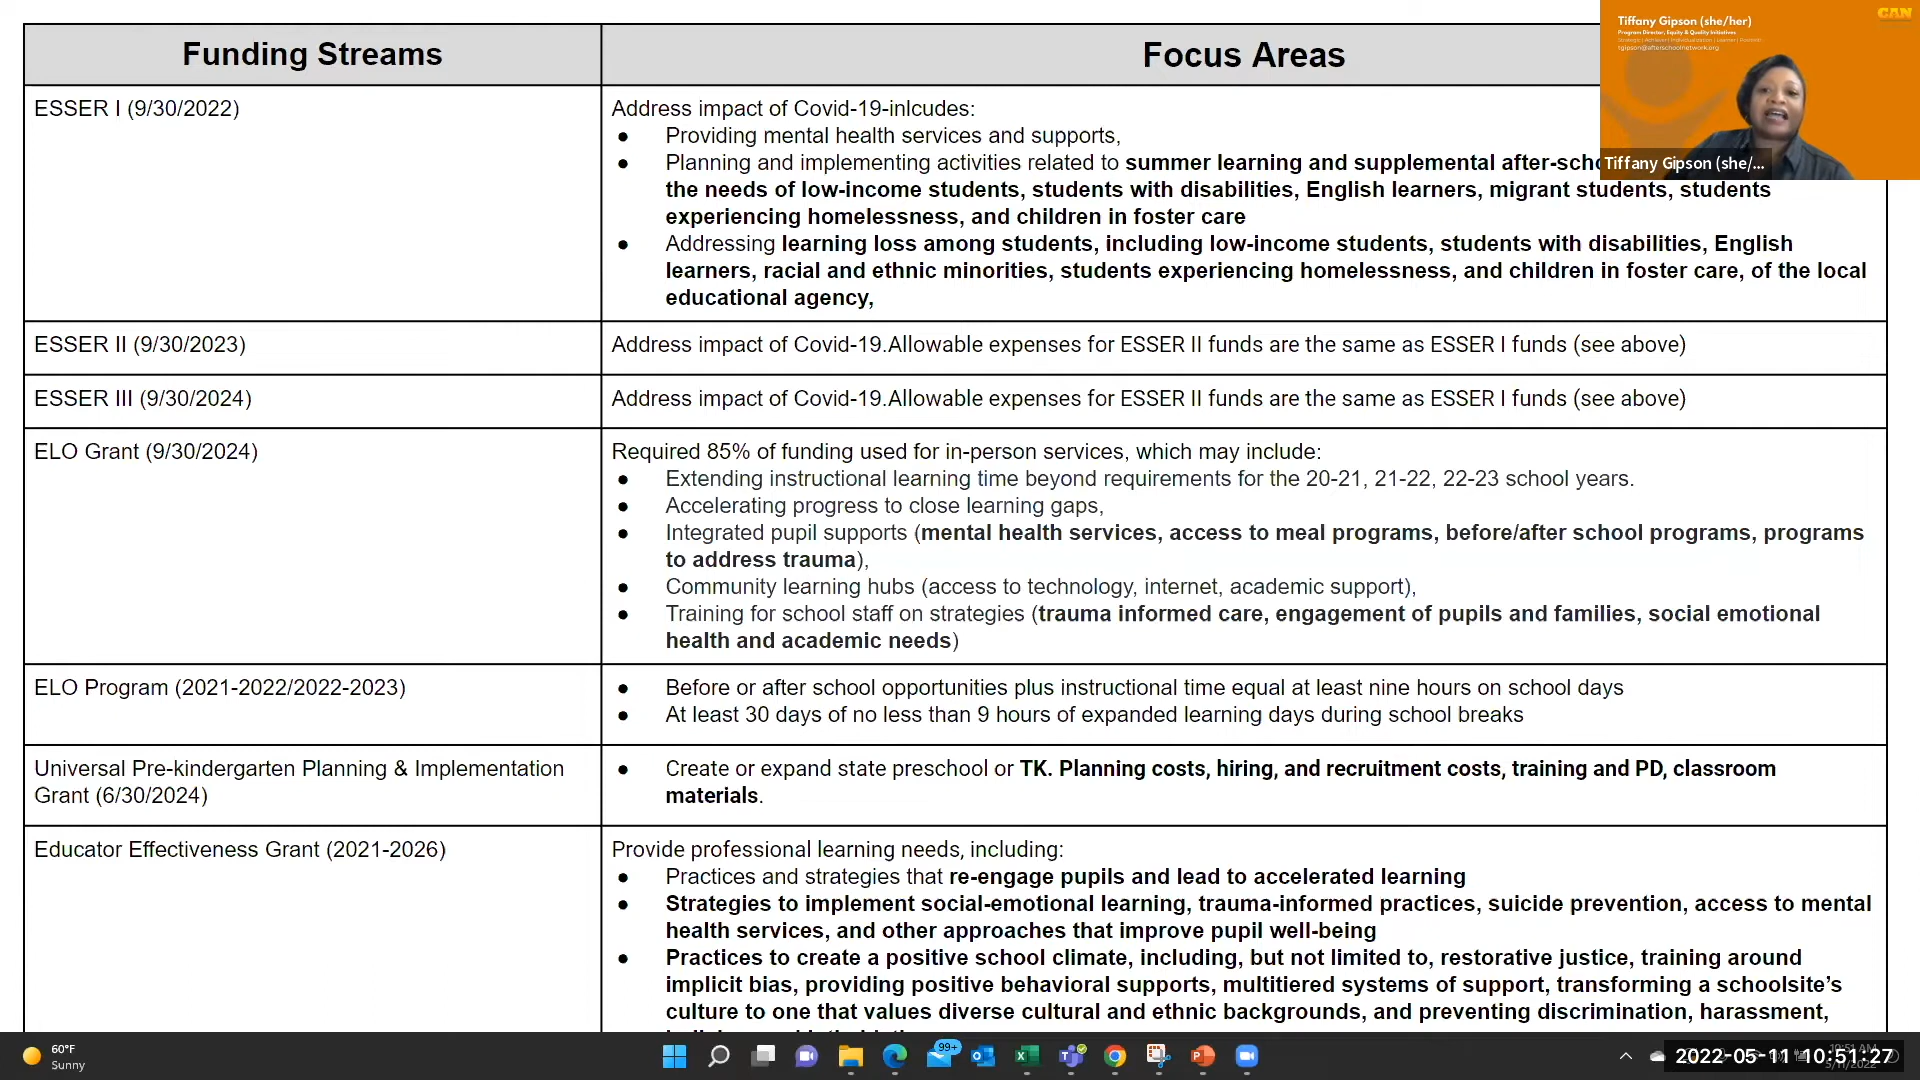 Funding Streams
Focus Areas
CAN
Tiffany Gipson (she/her)
Program Director, Equity & Quality Initiatives
tgipson@afterschoolnetwork.org
Tiffany Gipson (she/...
ESSER I (9/30/2022)
Address impact of Covid-19-inlcudes:
● Providing mental health services and supports,
● Planning and implementing activities related to summer learning and supplemental after-scho
the needs of low-income students, students with disabilities, English learners, migrant students, students
experiencing homelessness, and children in foster care
● Addressing learning loss among students, including low-income students, students with disabilities, English
learners, racial and ethnic minorities, students experiencing homelessness, and children in foster care, of the local
educational agency,
ESSER II (9/30/2023)
Address impact of Covid-19.Allowable expenses for ESSER II funds are the same as ESSER I funds (see above)
ESSER III (9/30/2024)
Address impact of Covid-19.Allowable expenses for ESSER II funds are the same as ESSER I funds (see above)
ELO Grant (9/30/2024)
Required 85% of funding used for in-person services, which may include:
● Extending instructional learning time beyond requirements for the 20-21, 21-22, 22-23 school years.
● Accelerating progress to close learning gaps,
● Integrated pupil supports (mental health services, access to meal programs, before/after school programs, programs
to address trauma),
● Community learning hubs (access to technology, internet, academic support),
● Training for school staff on strategies (trauma informed care, engagement of pupils and families, social emotional
health and academic needs)
ELO Program (2021-2022/2022-2023)
● Before or after school opportunities plus instructional time equal at least nine hours on school days
● At least 30 days of no less than 9 hours of expanded learning days during school breaks
Universal Pre-kindergarten Planning & Implementation
Grant (6/30/2024)
● Create or expand state preschool or TK. Planning costs, hiring, and recruitment costs, training and PD, classroom
materials.
Educator Effectiveness Grant (2021-2026)
Provide professional learning needs, including:
● Practices and strategies that re-engage pupils and lead to accelerated learning
● Strategies to implement social-emotional learning, trauma-informed practices, suicide prevention, access to mental
health services, and other approaches that improve pupil well-being
● Practices to create a positive school climate, including, but not limited to, restorative justice, training around
implicit bias, providing positive behavioral supports, multitiered systems of support, transforming a schoolsite’s
culture to one that values diverse cultural and ethnic backgrounds, and preventing discrimination, harassment,
60°F
Sunny
99+
2022-05-11 10:51:27